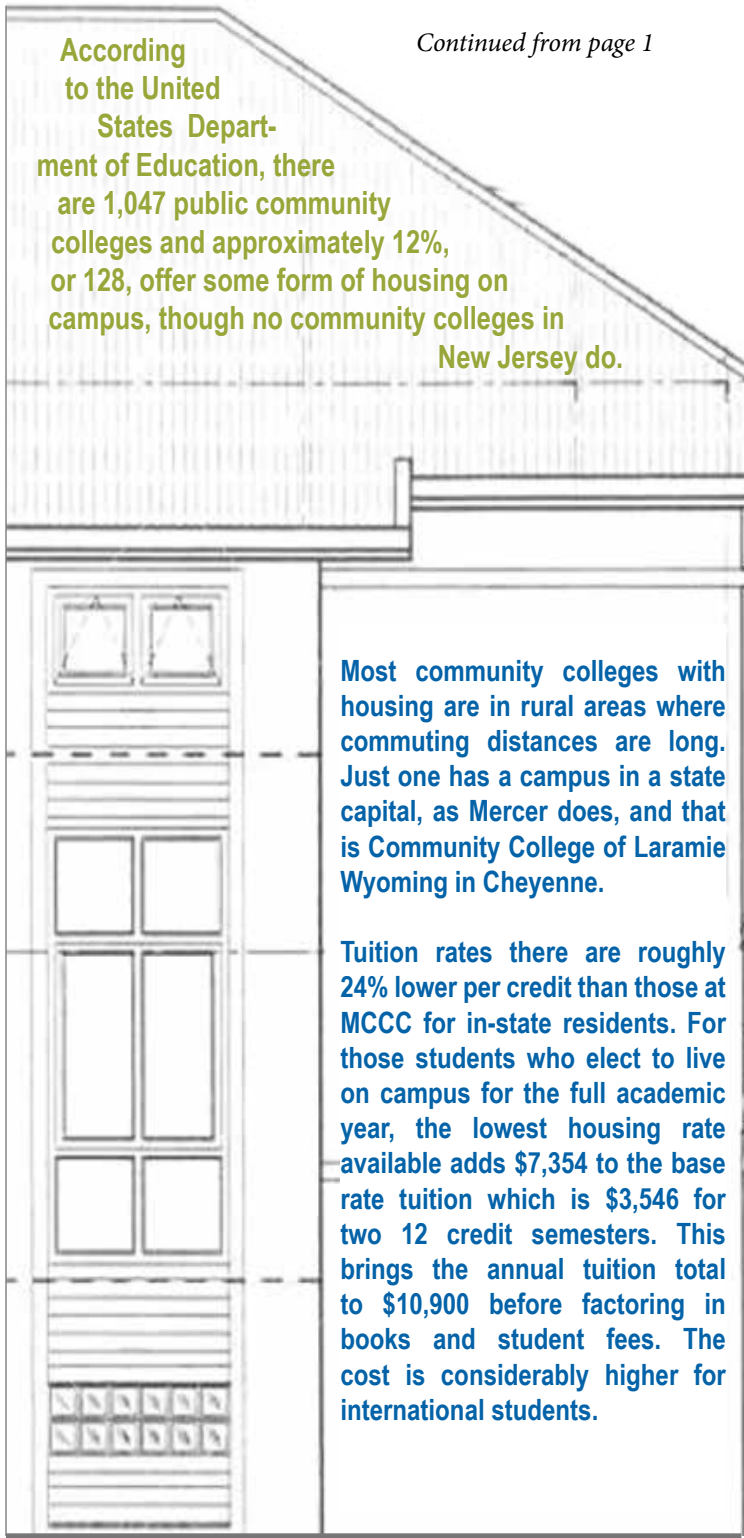 Continued from page 1
According
to the United
States Depart-
ment of Education, there
are 1,047 public community
colleges and approximately 12%,
or 128, offer some form of housing on
campus, though no community colleges in
New Jersey do.
Most community colleges with
housing are in rural areas where
commuting distances are long.
Just one has a campus in a state
capital, as Mercer does, and that
is Community College of Laramie
Wyoming in Cheyenne.
Tuition rates there are roughly
24% lower per credit than those at
MCCC for in-state residents. For
those students who elect to live
on campus for the full academic
year, the lowest housing rate
available adds $7,354 to the base
rate tuition which is $3,546 for
two 12 credit semesters. This
brings the annual tuition total
to $10,900 before factoring in
books and student fees. The
cost is considerably higher for
international students.